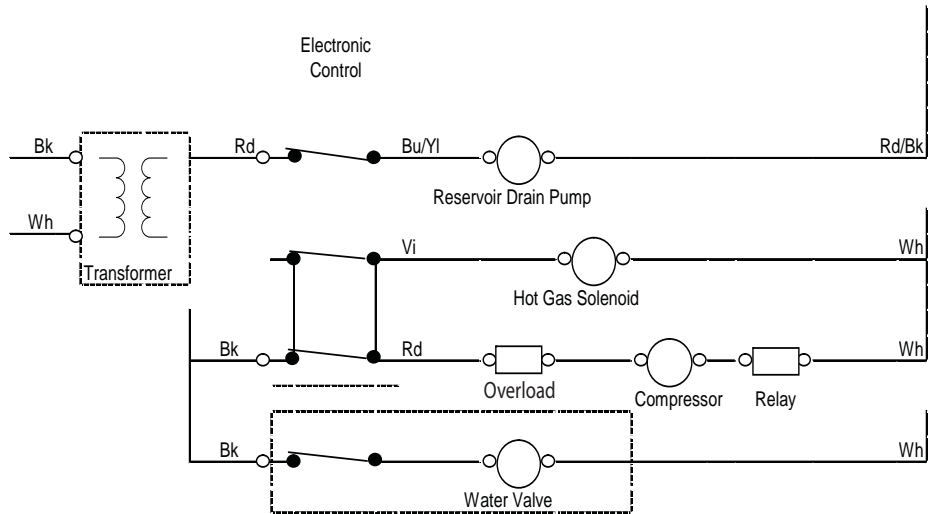 Electronic
Control
Bk
Rd
Bu/Yl
Rd/Bk
Reservoir Drain Pump
Wh
Transformer
Vi
Wh
Hot Gas Solenoid
Bk
Rd
Wh
Overload
Compressor
Relay
Bk
Wh
Water Valve